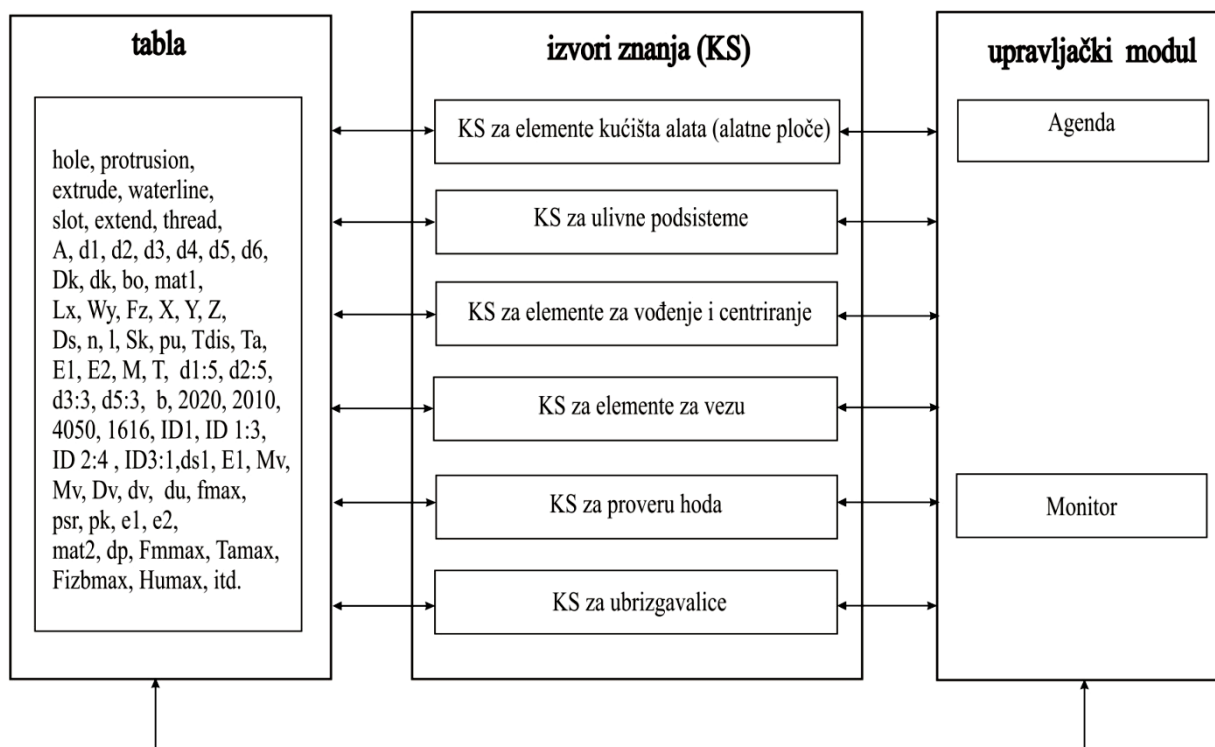 tabla
hole, protrusion,
extrude, waterline,
slot, extend, thread,
A, d1, d2, d3, d4, d5, d6,
Dk, dk, bo, mat1,
Lx, Wy, Fz, X, Y, Z,
Ds, n, l, Sk, pu, Tdis, Ta,
E1, E2, M, T, d1:5, d2:5,
d3:3, d5:3, b, 2020, 2010,
4050, 1616, ID1, ID 1:3,
ID 2:4 , ID3:1,ds1, E1, Mv,
Mv, Dv, dv, du, fmax,
psr, pk, e1, e2,
mat2, dp, Fmmax, Tamax,
Fizbmax, Humax, itd.
izvori znanja (KS)
KS za elemente kućišta alata (alatne ploče)
KS za ulivne podsisteme
KS za elemente za vođenje i centriranje
KS za elemente za vezu
KS za proveru hoda
KS za ubrizgavalice
upravljački modul
Agenda
Monitor